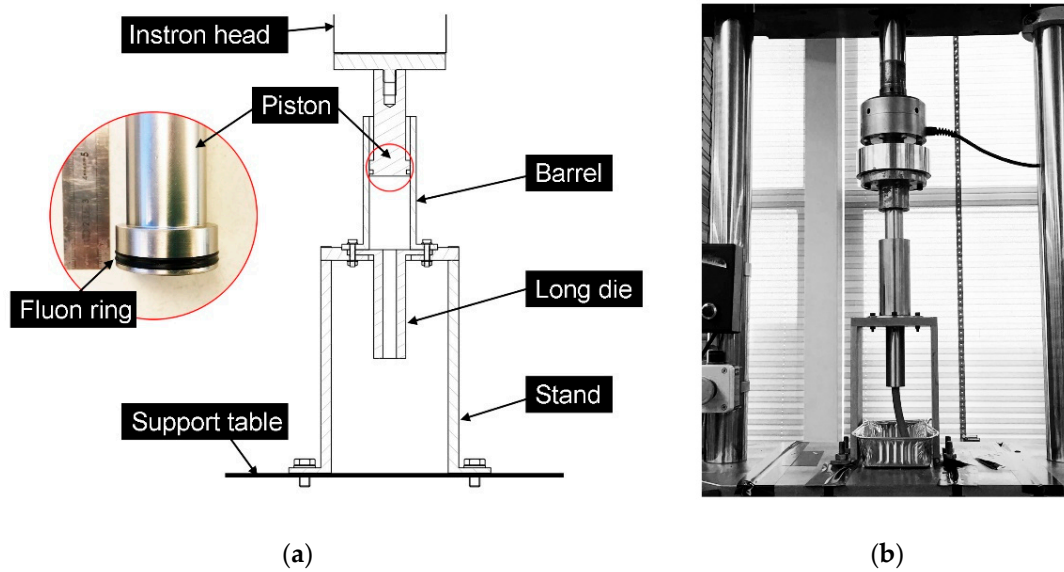 Instron head
Piston
Barrel
Fluon ring
Long die
Support table
Stand
(a)
(b)